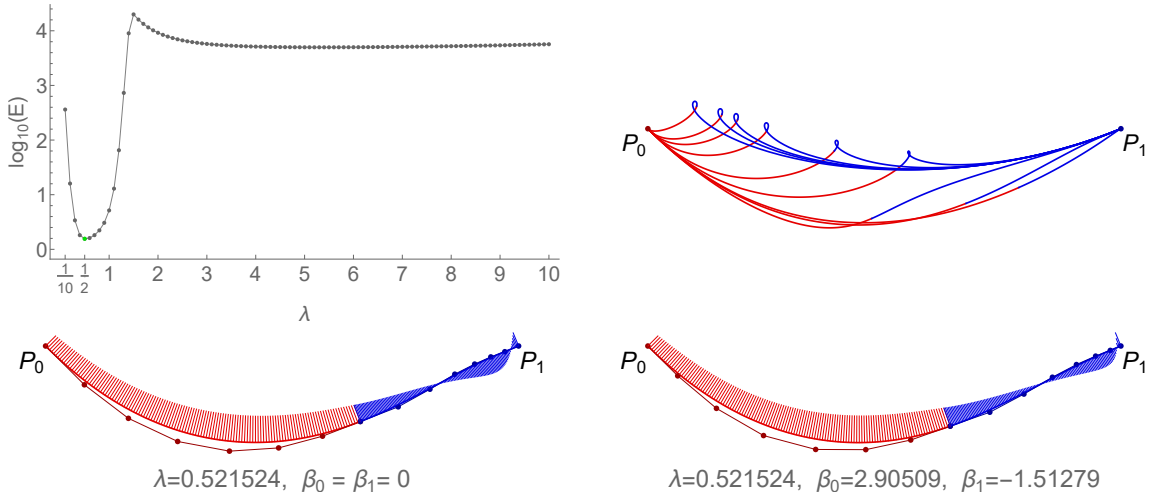 log₁₀(E)
4
3
2
1
0
1/10 1/2 1 2 3 4 5 6 7 8 9 10
λ
P₀ P₁
P₀ P₁
λ=0.521524, β₀ = β₁= 0
P₀ P₁
λ=0.521524, β₀=2.90509, β₁=−1.51279